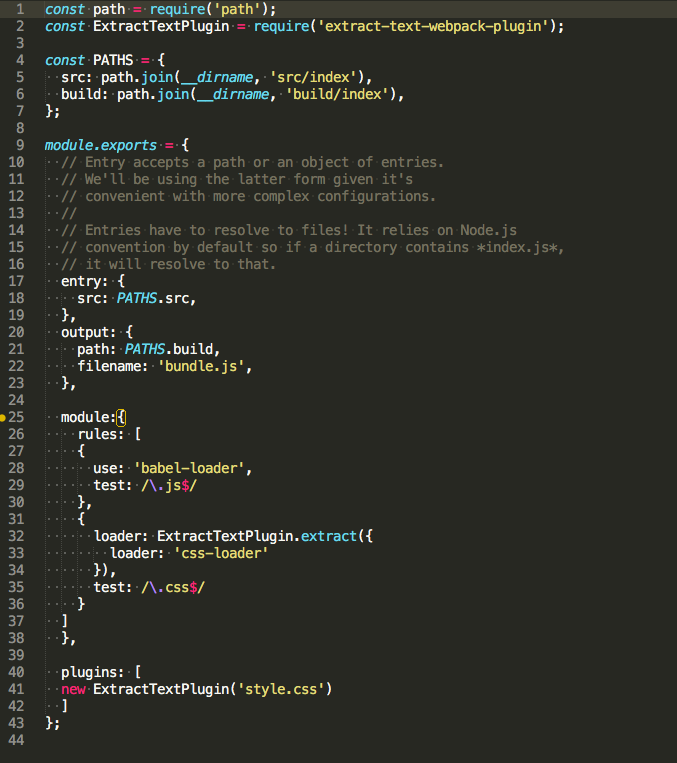 1 const path = require('path');
2 const ExtractTextPlugin = require('extract-text-webpack-plugin');
3
4 const PATHS = {
5   src: path.join(__dirname, 'src/index'),
6   build: path.join(__dirname, 'build/index'),
7 };
8
9 module.exports = {
10   // Entry accepts a path or an object of entries.
11   // We'll be using the latter form given it's
12   // convenient with more complex configurations.
13   //
14   // Entries have to resolve to files! It relies on Node.js
15   // convention by default so if a directory contains *index.js*,
16   // it will resolve to that.
17   entry: {
18     src: PATHS.src,
19   },
20   output: {
21     path: PATHS.build,
22     filename: 'bundle.js',
23   },
24
25   module:{
26     rules: [
27     {
28       use: 'babel-loader',
29       test: /\.js$/
30     },
31     {
32       loader: ExtractTextPlugin.extract({
33         loader: 'css-loader'
34       }),
35       test: /\.css$/
36     }
37   ]
38   },
39
40   plugins: [
41   new ExtractTextPlugin('style.css')
42   ]
43 };
44